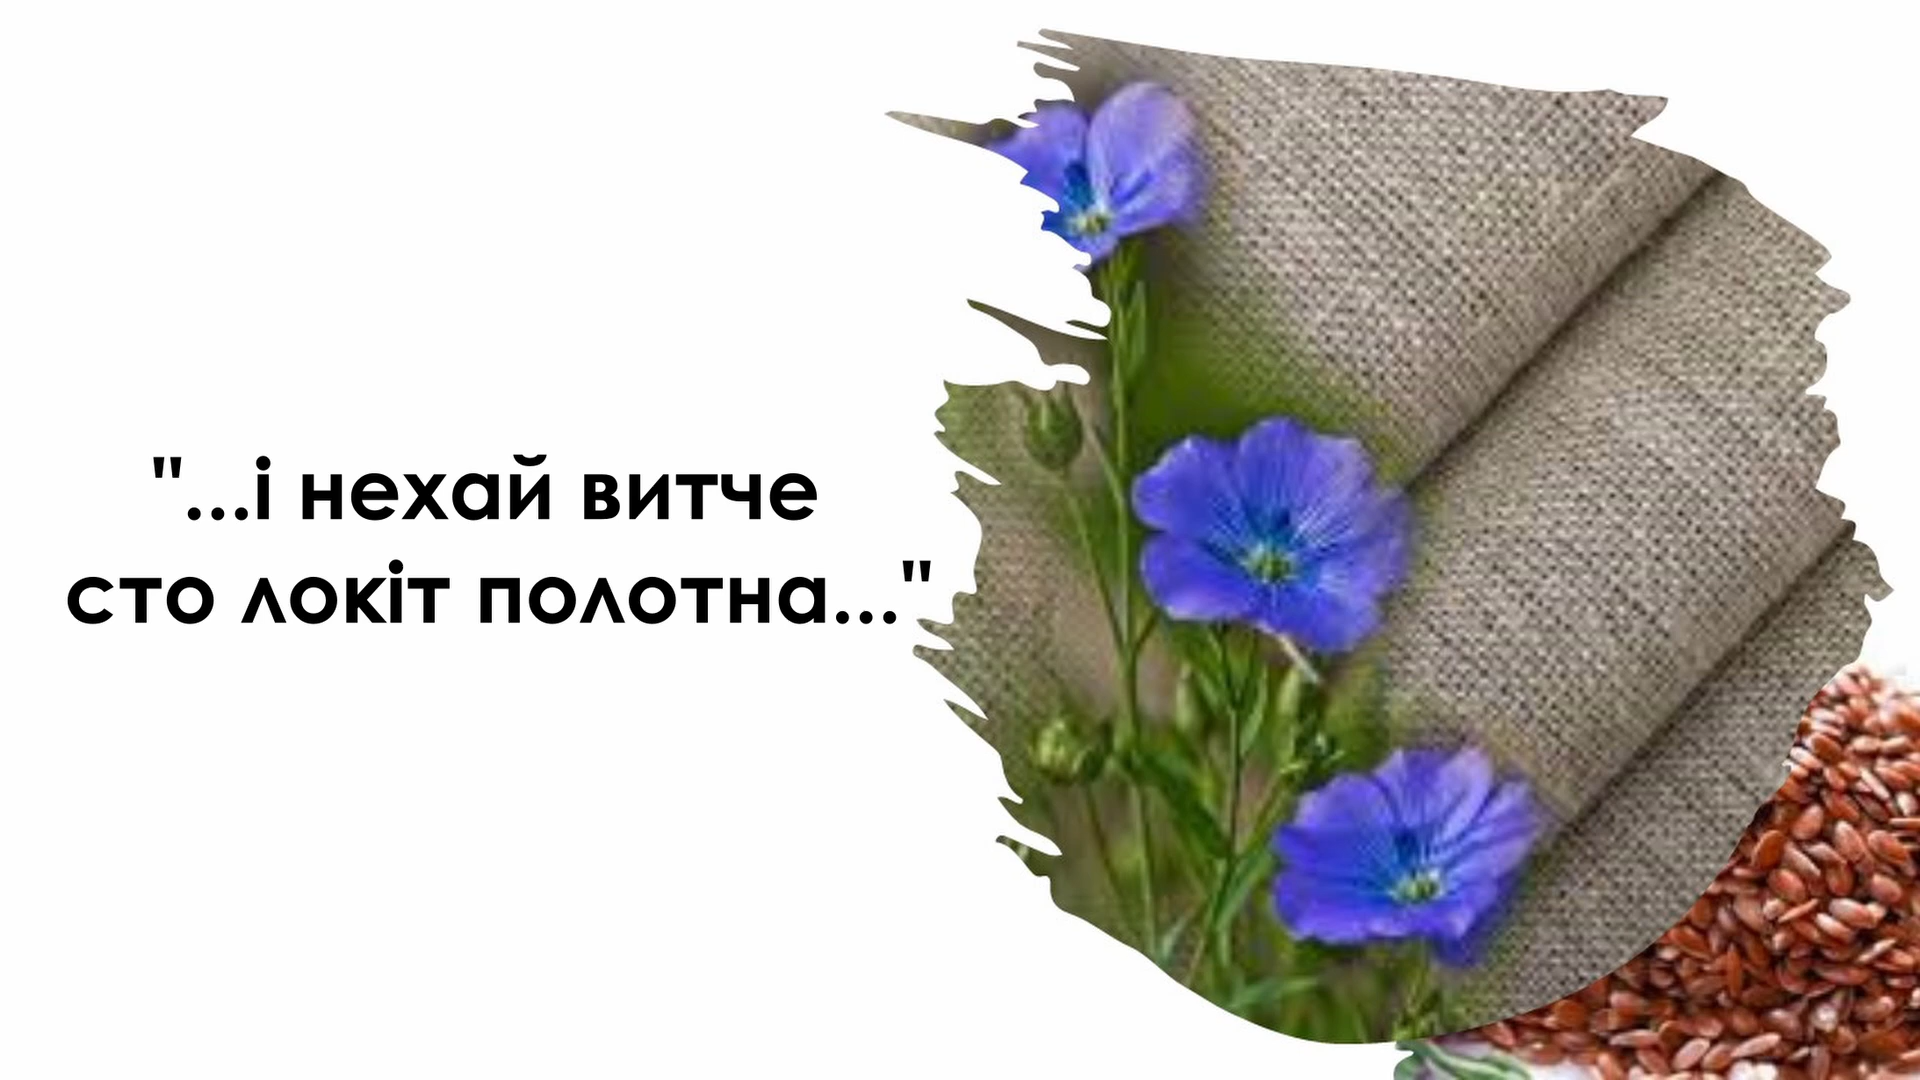 "...і нехай витче
сто локіт полотна..."